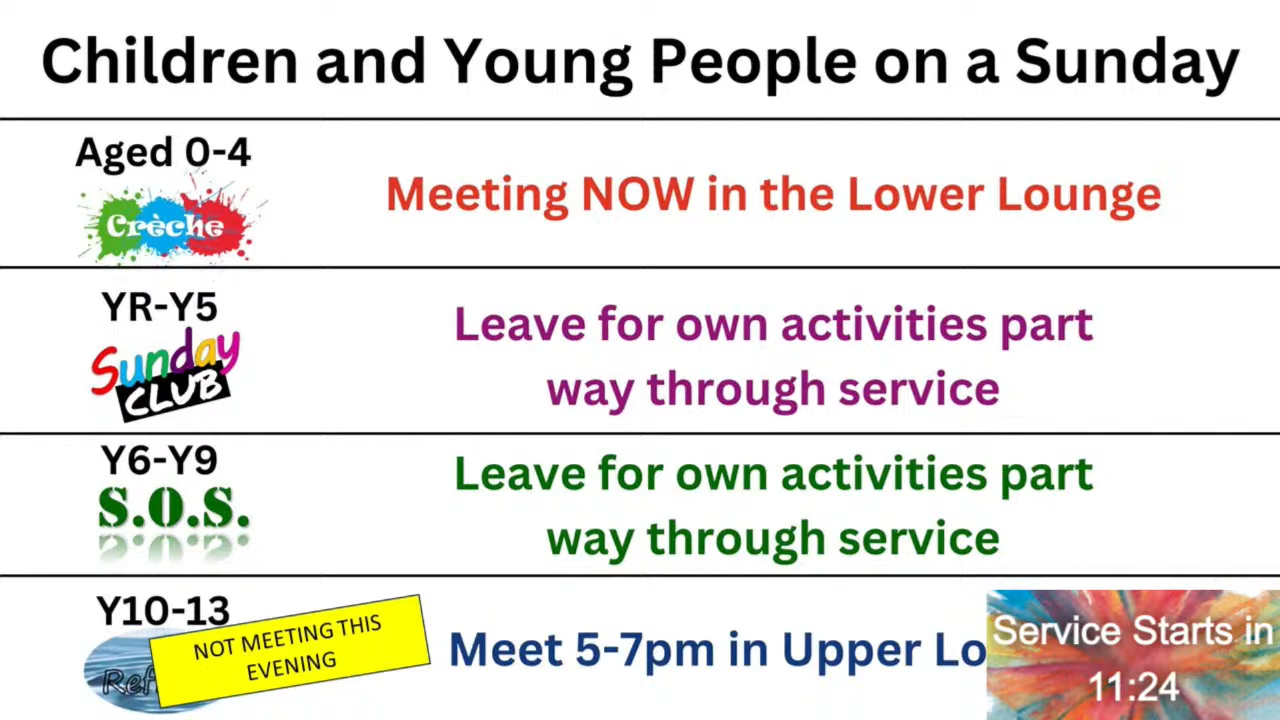 Children and Young People on a Sunday
Aged 0-4
Crèche
Meeting NOW in the Lower Lounge
YR-Y5
Sunday
CLUB
Leave for own activities part
way through service
Y6-Y9
S.O.S.
Leave for own activities part
way through service
Y10-13
NOT MEETING THIS
EVENING
Meet 5-7pm in Upper
Service Starts in
11:24